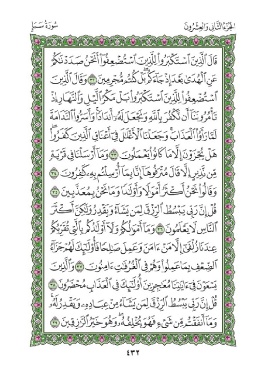 الجزء الثاني والعشرون سورة سبإ
قَالَ ٱلَّذِينَ ٱسْتَكْبَرُوا۟ لِلَّذِينَ ٱسْتُضْعِفُوٓا۟ أَنَحْنُ صَدَدْنَٰكُمْ
عَنِ ٱلْهُدَىٰ بَعْدَ إِذْ جَآءَكُم ۖ بَلْ كُنتُم مُّجْرِمِينَ ۝٣٢ وَقَالَ ٱلَّذِينَ
ٱسْتُضْعِفُوا۟ لِلَّذِينَ ٱسْتَكْبَرُوا۟ بَلْ مَكْرُ ٱلَّيْلِ وَٱلنَّهَارِ إِذْ
تَأْمُرُونَنَآ أَن نَّكْفُرَ بِٱللَّهِ وَنَجْعَلَ لَهُۥٓ أَندَادًا ۚ وَأَسَرُّوا۟ ٱلنَّدَامَةَ
لَمَّا رَأَوُا۟ ٱلْعَذَابَ وَجَعَلْنَا ٱلْأَغْلَٰلَ فِىٓ أَعْنَاقِ ٱلَّذِينَ كَفَرُوا۟ ۚ
هَلْ يُجْزَوْنَ إِلَّا مَا كَانُوا۟ يَعْمَلُونَ ۝٣٣ وَمَآ أَرْسَلْنَا فِى قَرْيَةٍ
مِّن نَّذِيرٍ إِلَّا قَالَ مُتْرَفُوهَآ إِنَّا بِمَآ أُرْسِلْتُم بِهِۦ كَٰفِرُونَ ۝٣٤
وَقَالُوا۟ نَحْنُ أَكْثَرُ أَمْوَٰلًا وَأَوْلَٰدًا وَمَا نَحْنُ بِمُعَذَّبِينَ ۝٣٥
قُلْ إِنَّ رَبِّى يَبْسُطُ ٱلرِّزْقَ لِمَن يَشَآءُ وَيَقْدِرُ وَلَٰكِنَّ أَكْثَرَ
ٱلنَّاسِ لَا يَعْلَمُونَ ۝٣٦ وَمَآ أَمْوَٰلُكُمْ وَلَآ أَوْلَٰدُكُم بِٱلَّتِى تُقَرِّبُكُمْ
عِندَنَا زُلْفَىٰٓ إِلَّا مَنْ ءَامَنَ وَعَمِلَ صَٰلِحًا فَأُو۟لَٰٓئِكَ لَهُمْ جَزَآءُ
ٱلضِّعْفِ بِمَا عَمِلُوا۟ وَهُمْ فِى ٱلْغُرُفَٰتِ ءَامِنُونَ ۝٣٧ وَٱلَّذِينَ
يَسْعَوْنَ فِىٓ ءَايَٰتِنَا مُعَٰجِزِينَ أُو۟لَٰٓئِكَ فِى ٱلْعَذَابِ مُحْضَرُونَ ۝٣٨
قُلْ إِنَّ رَبِّى يَبْسُطُ ٱلرِّزْقَ لِمَن يَشَآءُ مِنْ عِبَادِهِۦ وَيَقْدِرُ لَهُۥ ۚ
وَمَآ أَنفَقْتُم مِّن شَىْءٍ فَهُوَ يُخْلِفُهُۥ ۖ وَهُوَ خَيْرُ ٱلرَّٰزِقِينَ ۝٣٩
٤٣٢